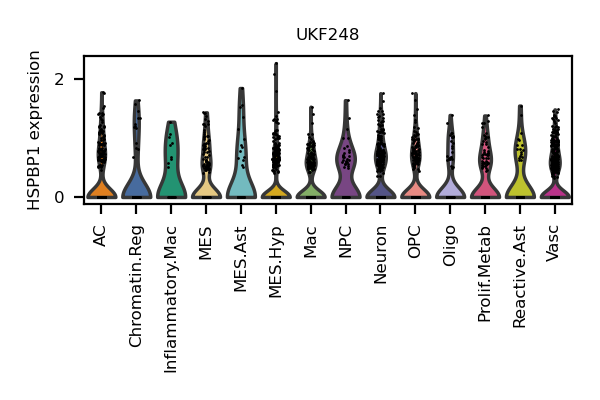 UKF248
HSPBP1 expression
2
0
AC
Chromatin.Reg
Inflammatory.Mac
MES
MES.Ast
MES.Hyp
Mac
NPC
Neuron
OPC
Oligo
Prolif.Metab
Reactive.Ast
Vasc